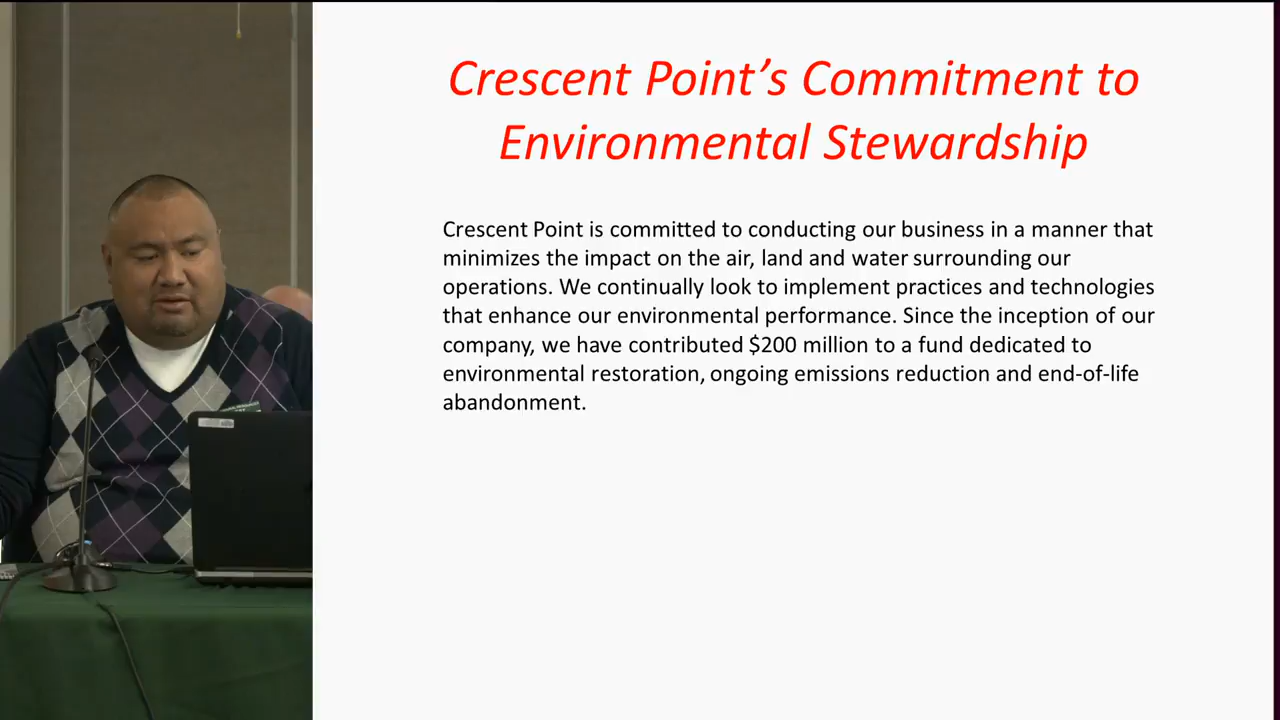 Crescent Point’s Commitment to
Environmental Stewardship
Crescent Point is committed to conducting our business in a manner that
minimizes the impact on the air, land and water surrounding our
operations. We continually look to implement practices and technologies
that enhance our environmental performance. Since the inception of our
company, we have contributed $200 million to a fund dedicated to
environmental restoration, ongoing emissions reduction and end-of-life
abandonment.